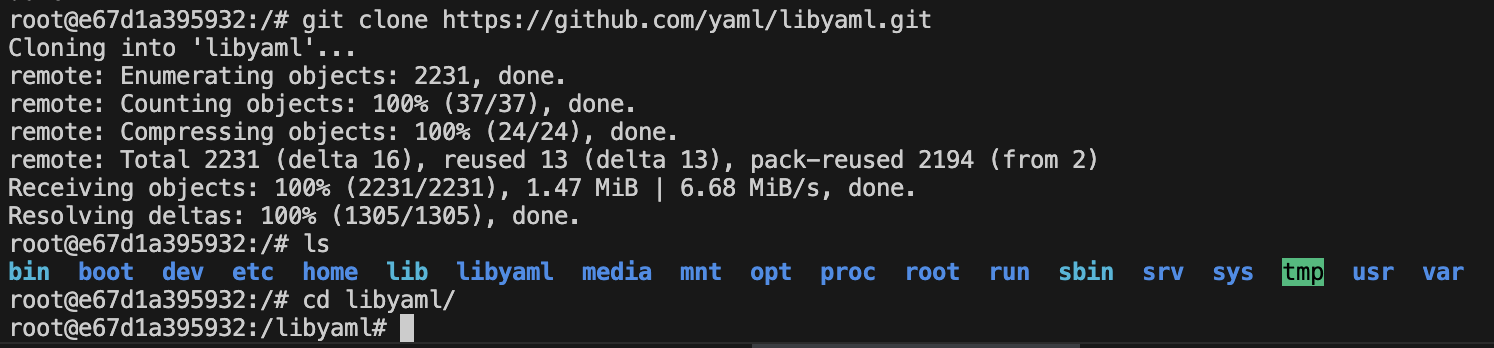 root@e67d1a395932:/# git clone https://github.com/yaml/libyaml.git
Cloning into 'libyaml'...
remote: Enumerating objects: 2231, done.
remote: Counting objects: 100% (37/37), done.
remote: Compressing objects: 100% (24/24), done.
remote: Total 2231 (delta 16), reused 13 (delta 13), pack-reused 2194 (from 2)
Receiving objects: 100% (2231/2231), 1.47 MiB | 6.68 MiB/s, done.
Resolving deltas: 100% (1305/1305), done.
root@e67d1a395932:/# ls
bin  boot  dev  etc  home  lib  libyaml  media  mnt  opt  proc  root  run  sbin  srv  sys  tmp  usr  var
root@e67d1a395932:/# cd libyaml/
root@e67d1a395932:/libyaml#